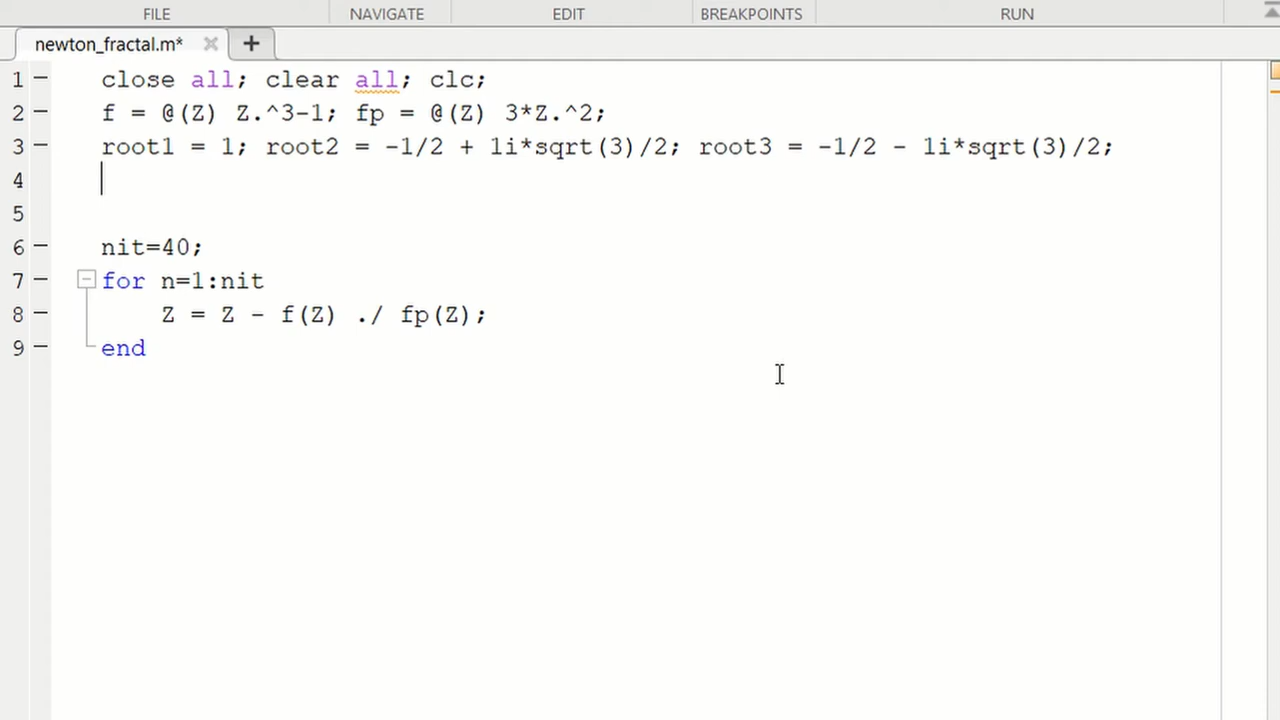 FILE NAVIGATE EDIT BREAKPOINTS RUN
newton_fractal.m*
1 close all; clear all; clc;
2 f = @(Z) Z.^3-1; fp = @(Z) 3*Z.^2;
3 root1 = 1; root2 = -1/2 + 1i*sqrt(3)/2; root3 = -1/2 - 1i*sqrt(3)/2;
4
5
6 nit=40;
7 for n=1:nit
8 Z = Z - f(Z) ./ fp(Z);
9 end